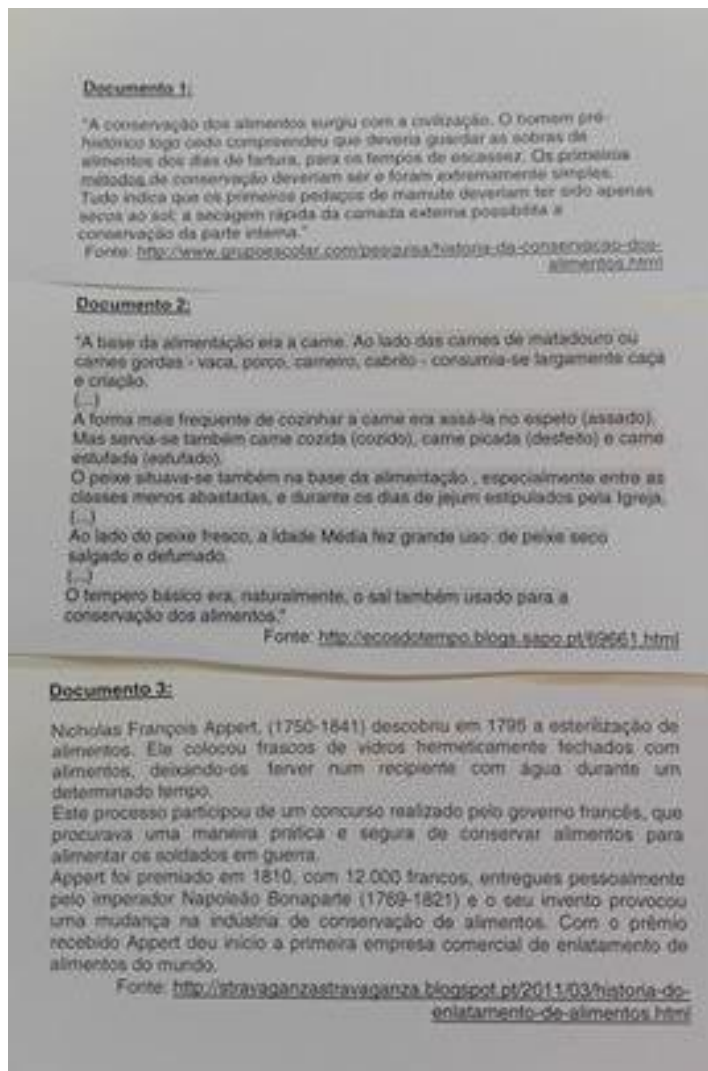 Documento 1:
"A conservação dos alimentos surgiu com a civilização. O homem pré-
histórico logo cedo compreendeu que deveria guardar as sobras de
alimentos dos dias de fartura, para os tempos de escassez. Os primeiros
métodos de conservação deveriam ser e foram extremamente simples.
Tudo indica que os primeiros pedaços de mamute deveriam ter sido apenas
secos ao sol; a secagem rápida da camada externa possibilita a
conservação da parte interna."
Fonte: http://www.grupoescolar.com/pesquisa/historia-da-conservacao-dos-
alimentos.html
Documento 2:
"A base da alimentação era a carne. Ao lado das carnes de matadouro ou
carnes gordas - vaca, porco, carneiro, cabrito - consumia-se largamente caça
e criação.
(...)
A forma mais frequente de cozinhar a carne era assá-la no espeto (assado).
Mas servia-se também carne cozida (cozido), carne picada (desfeito) e carne
estufada (estufado).
O peixe situava-se também na base da alimentação , especialmente entre as
classes menos abastadas, e durante os dias de jejum estipulados pela Igreja.
(...)
Ao lado do peixe fresco, a Idade Média fez grande uso de peixe seco
salgado e defumado.
(...)
O tempero básico era, naturalmente, o sal também usado para a
conservação dos alimentos."
Fonte: http://ecosdotempo.blogs.sapo.pt/69661.html
Documento 3:
Nicholas François Appert, (1750-1841) descobriu em 1795 a esterilização de
alimentos. Ele colocou frascos de vidros hermeticamente fechados com
alimentos, deixando-os ferver num recipiente com água durante um
determinado tempo.
Este processo participou de um concurso realizado pelo governo francês, que
procurava uma maneira prática e segura de conservar alimentos para
alimentar os soldados em guerra.
Appert foi premiado em 1810, com 12.000 francos, entregues pessoalmente
pelo imperador Napoleão Bonaparte (1769-1821) e o seu invento provocou
uma mudança na indústria de conservação de alimentos. Com o prêmio
recebido Appert deu início a primeira empresa comercial de enlatamento de
alimentos do mundo.
Fonte: http://stravaganzastravaganza.blogspot.pt/2011/03/historia-do-
enlatamento-de-alimentos.html